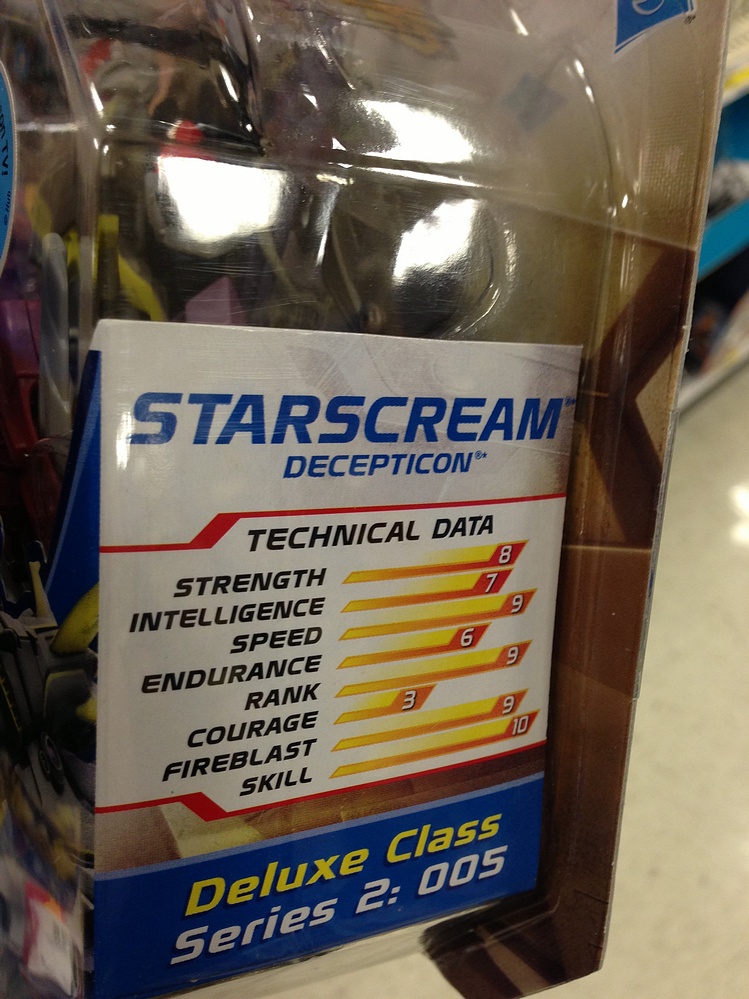 STARSCREAM®*
DECEPTICON®*
TECHNICAL DATA
STRENGTH 8
INTELLIGENCE 7
SPEED 9
ENDURANCE 6
RANK 9
COURAGE 3
FIREBLAST 9
SKILL 10
Deluxe Class
Series 2: 005